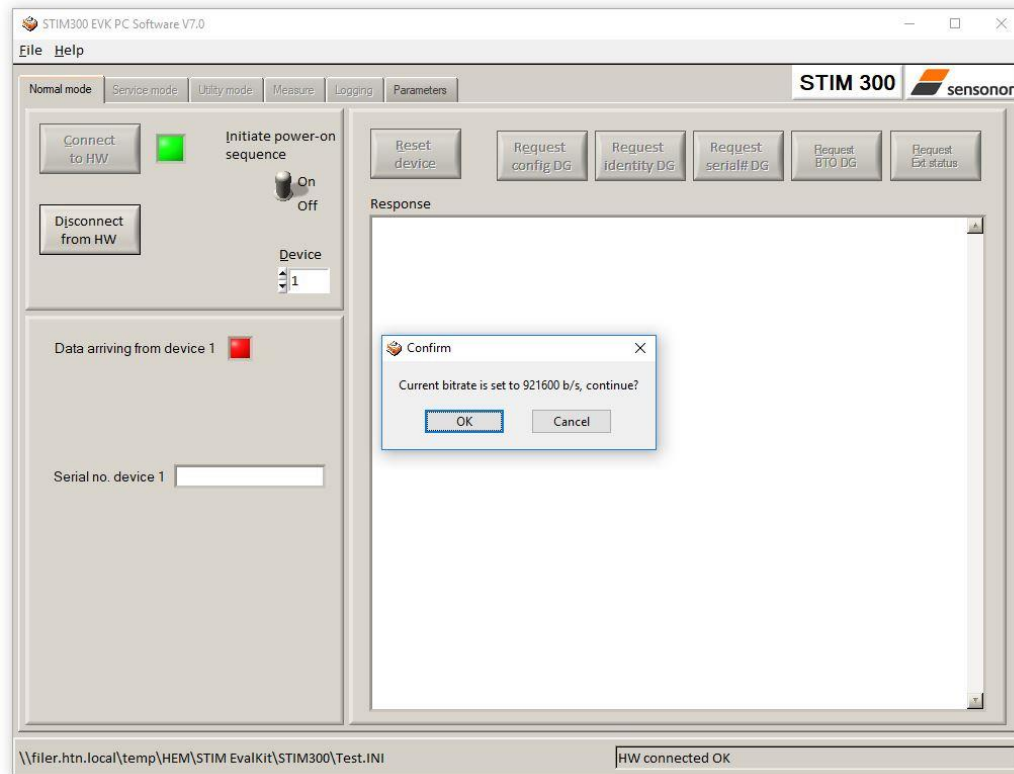 STIM300 EVK PC Software V7.0
File Help
Normal mode
Service mode
Utility mode
Measure
Logging
Parameters
STIM 300
sensonor
Connect
to HW
Initiate power-on
sequence
On
Off
Disconnect
from HW
Device
1
Reset
device
Request
config DG
Request
identity DG
Request
serial# DG
Request
BTO DG
Request
Ext status
Response
Data arriving from device 1
Confirm
Current bitrate is set to 921600 b/s, continue?
OK
Cancel
Serial no. device 1
\\filer.htn.local\temp\HEM\STIM EvalKit\STIM300\Test.INI
HW connected OK